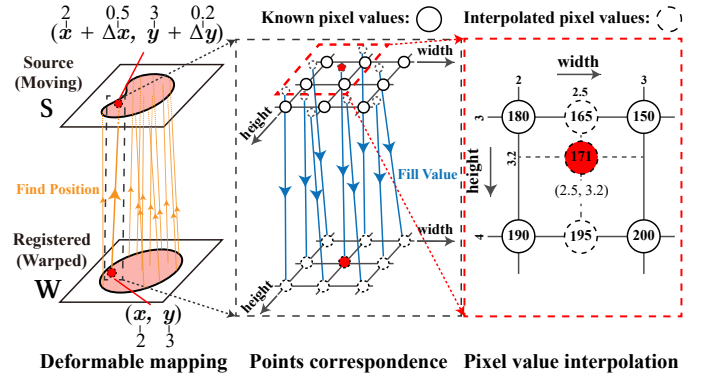 2 0.5 3 0.2
(x + Δx, y + Δy)
Source
(Moving)
S
Find Position
Registered
(Warped)
W
(x, y)
2 3
Deformable mapping
Known pixel values:
width
height
Fill Value
width
height
Points correspondence
Interpolated pixel values:
width
2 2.5 3
3 180 165 150
3.2 171
height
(2.5, 3.2)
4 190 195 200
Pixel value interpolation